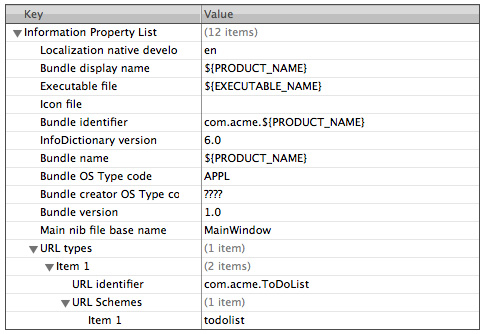 Key Value
Information Property List (12 items)
Localization native develo en
Bundle display name ${PRODUCT_NAME}
Executable file ${EXECUTABLE_NAME}
Icon file
Bundle identifier com.acme.${PRODUCT_NAME}
InfoDictionary version 6.0
Bundle name ${PRODUCT_NAME}
Bundle OS Type code APPL
Bundle creator OS Type co ????
Bundle version 1.0
Main nib file base name MainWindow
URL types (1 item)
Item 1 (2 items)
URL identifier com.acme.ToDoList
URL Schemes (1 item)
Item 1 todolist